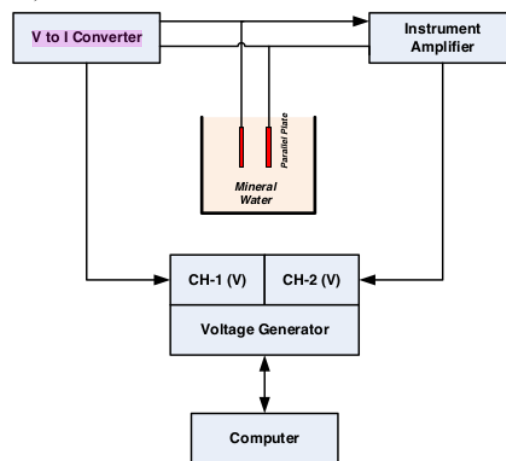 V to I Converter
Instrument
Amplifier
Parallel Plate
Mineral
Water
CH-1 (V)
CH-2 (V)
Voltage Generator
Computer